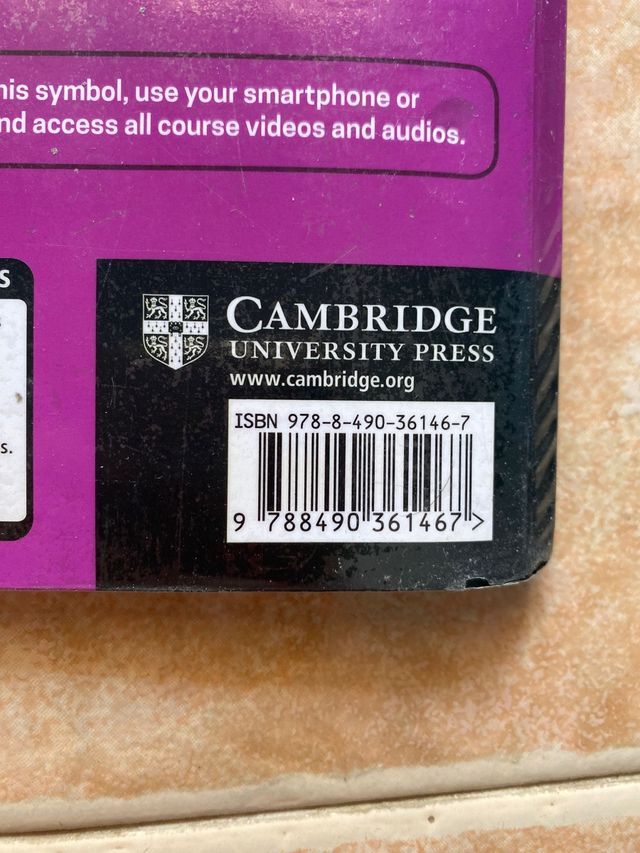 his symbol, use your smartphone or
nd access all course videos and audios.
S
s.
CAMBRIDGE
UNIVERSITY PRESS
www.cambridge.org
ISBN 978-8-490-36146-7
9 788490 361467 >